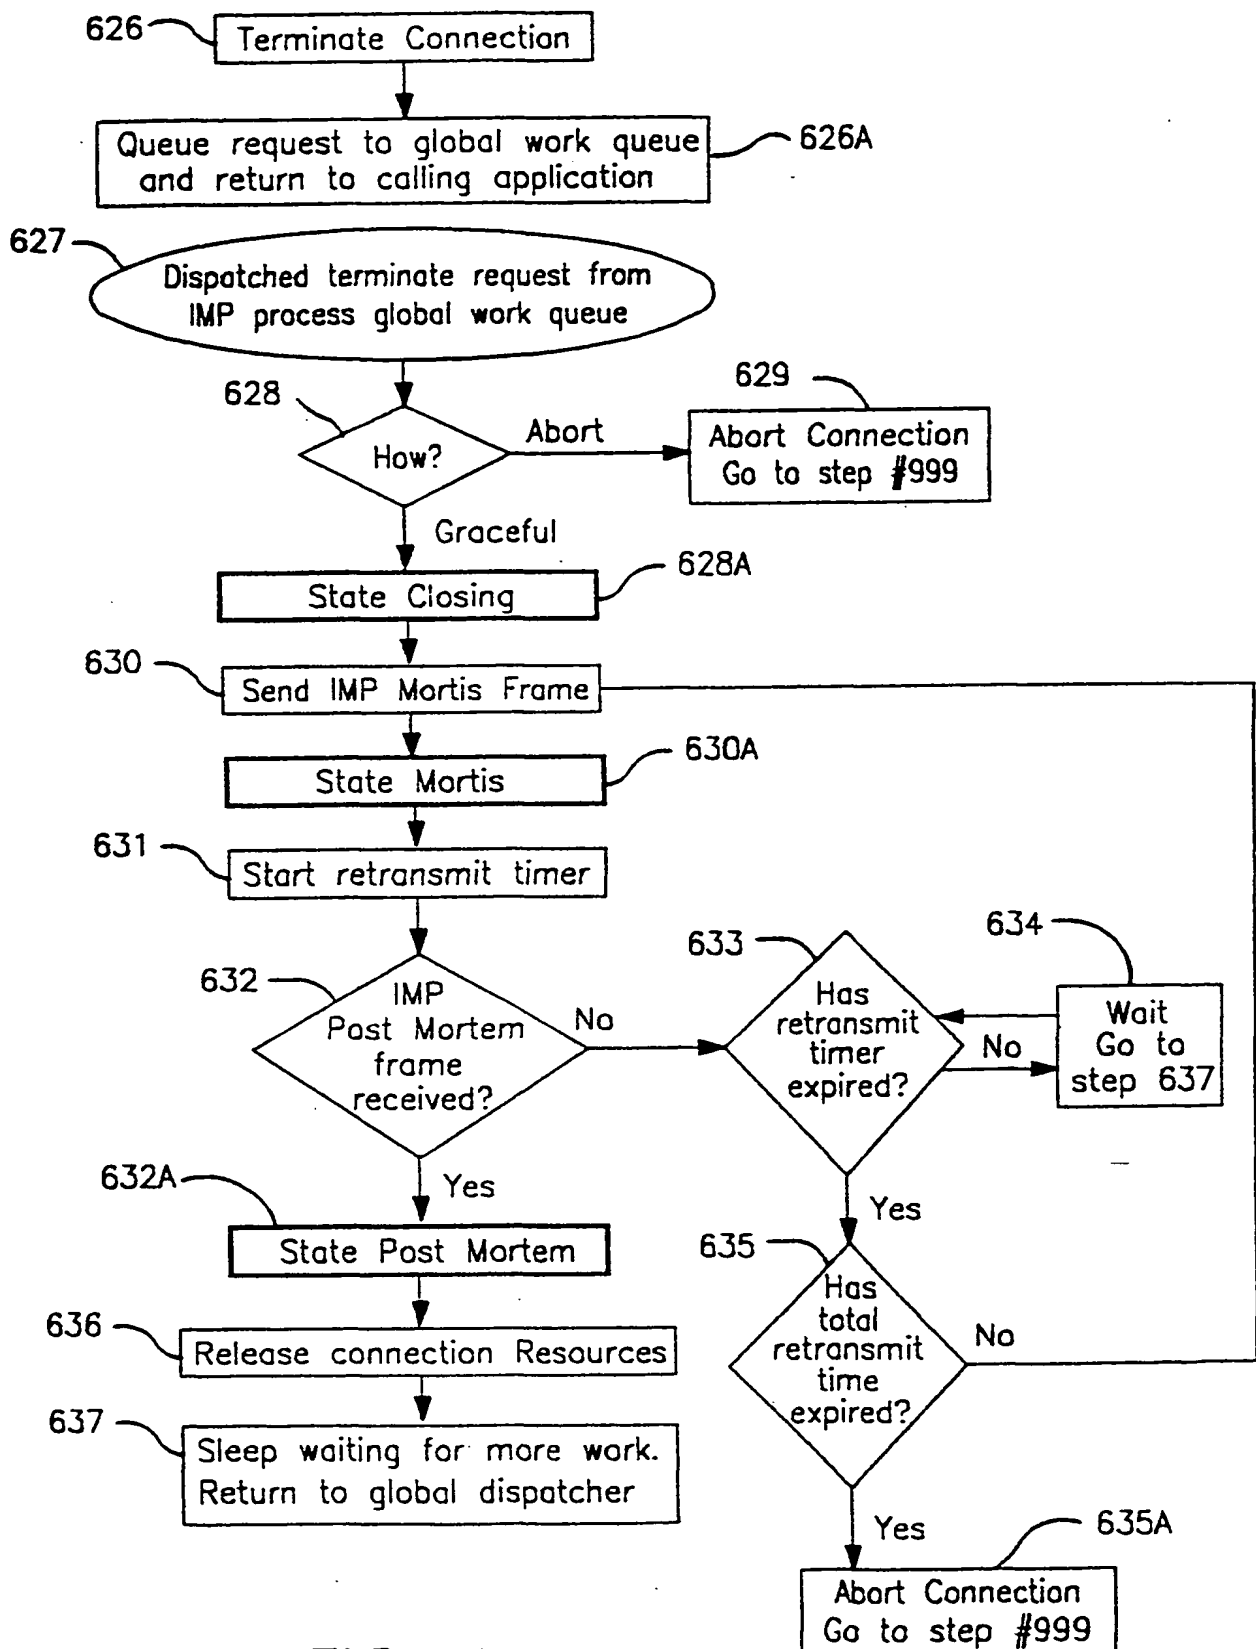 626
Terminate Connection
Queue request to global work queue
and return to calling application
626A
627
Dispatched terminate request from
IMP process global work queue
628
How?
Abort
629
Abort Connection
Go to step #999
Graceful
628A
State Closing
630
Send IMP Mortis Frame
630A
State Mortis
631
Start retransmit timer
632
IMP
Post Mortem
frame
received?
No
633
Has
retransmit
timer
expired?
No
634
Wait
Go to
step 637
Yes
632A
State Post Mortem
Yes
635
Has
total
retransmit
time
expired?
No
636
Release connection Resources
637
Sleep waiting for more work.
Return to global dispatcher
Yes
635A
Abort Connection
Go to step #999